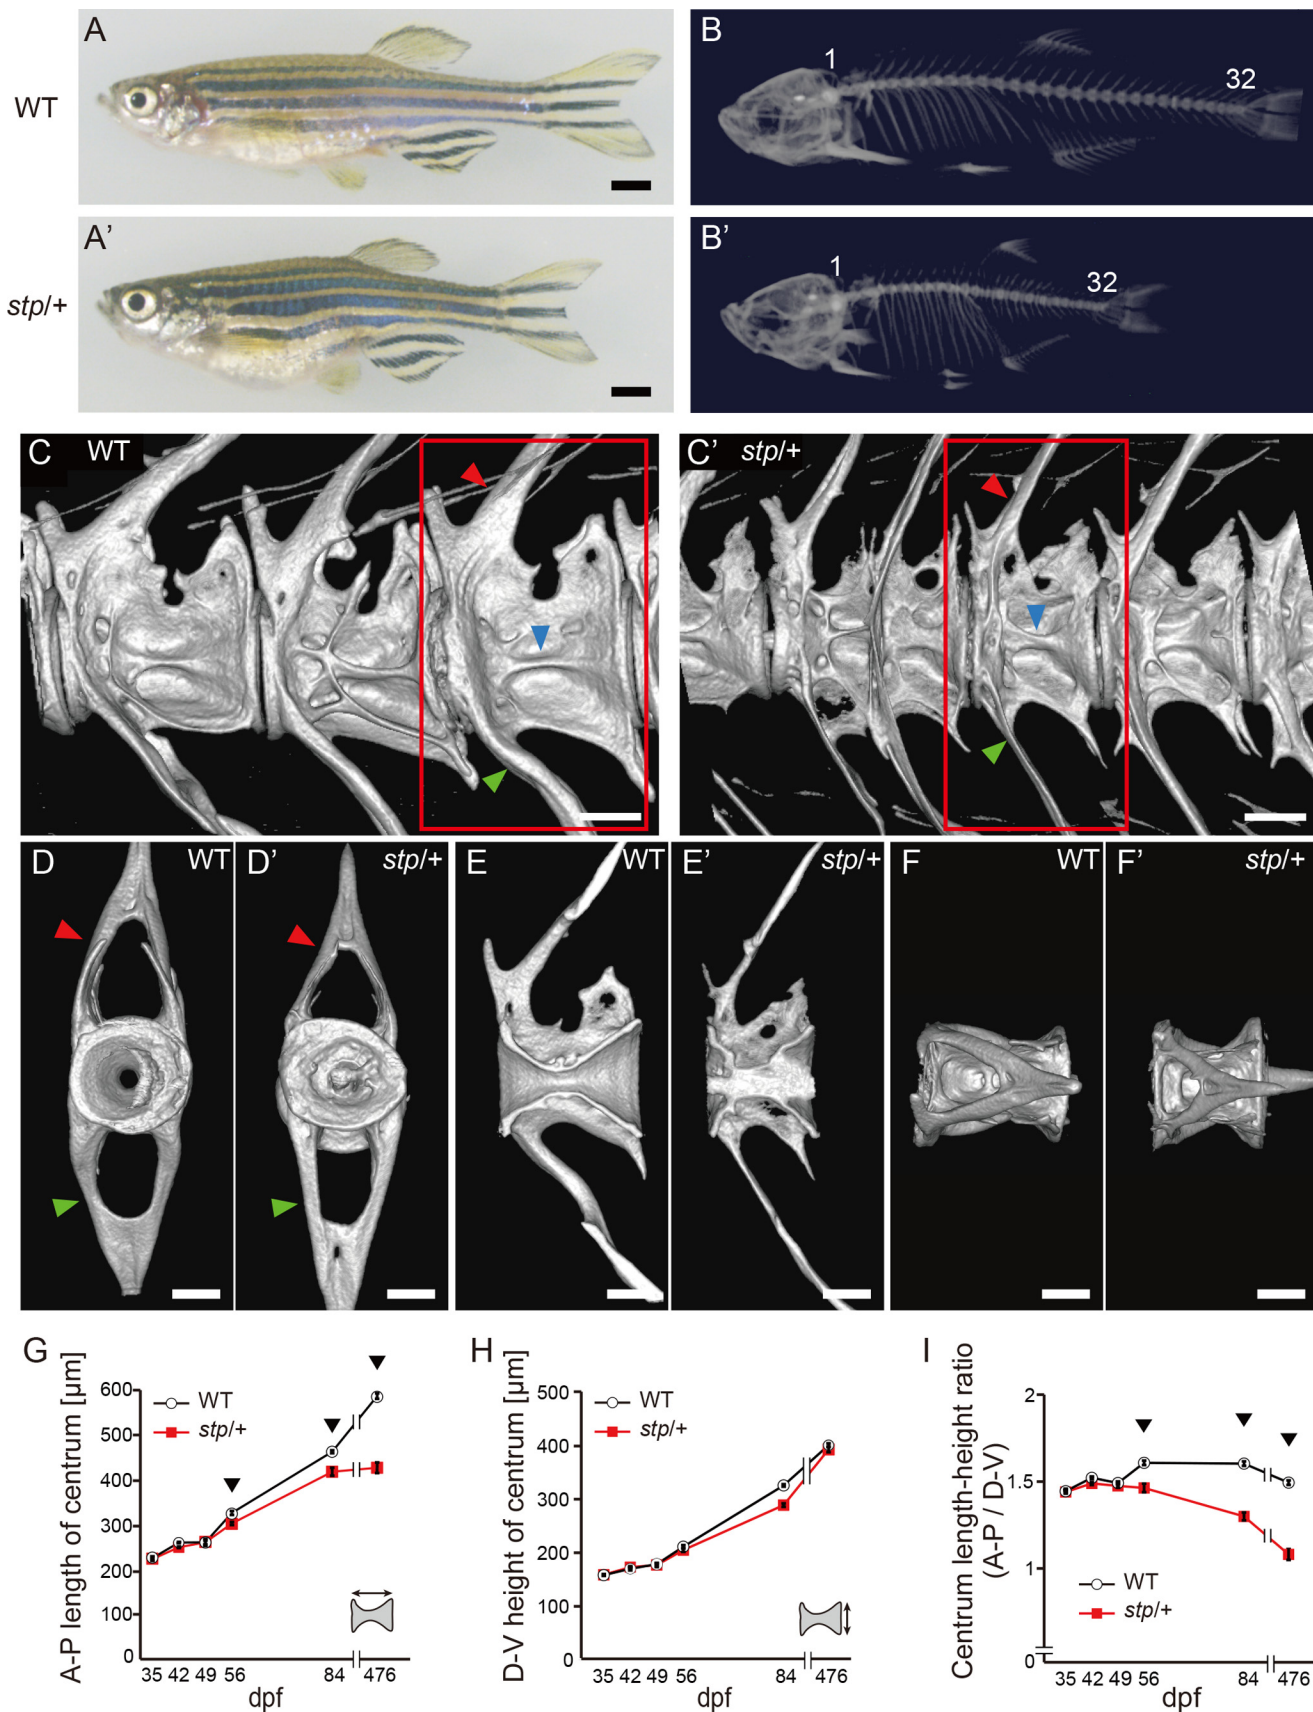 A
WT
B
1
32
A’
stp/+
B’
1
32
C WT
C’ stp/+
D WT
D’ stp/+
E WT
E’ stp/+
F WT
F’ stp/+
G
A-P length of centrum [μm]
600
500
400
300
200
100
0
WT
stp/+
35 42 49 56 84 476
dpf
H
D-V height of centrum [μm]
500
400
300
200
100
0
WT
stp/+
35 42 49 56 84 476
dpf
I
Centrum length-height ratio
(A-P / D-V)
2
1.5
1
0
WT
stp/+
35 42 49 56 84 476
dpf